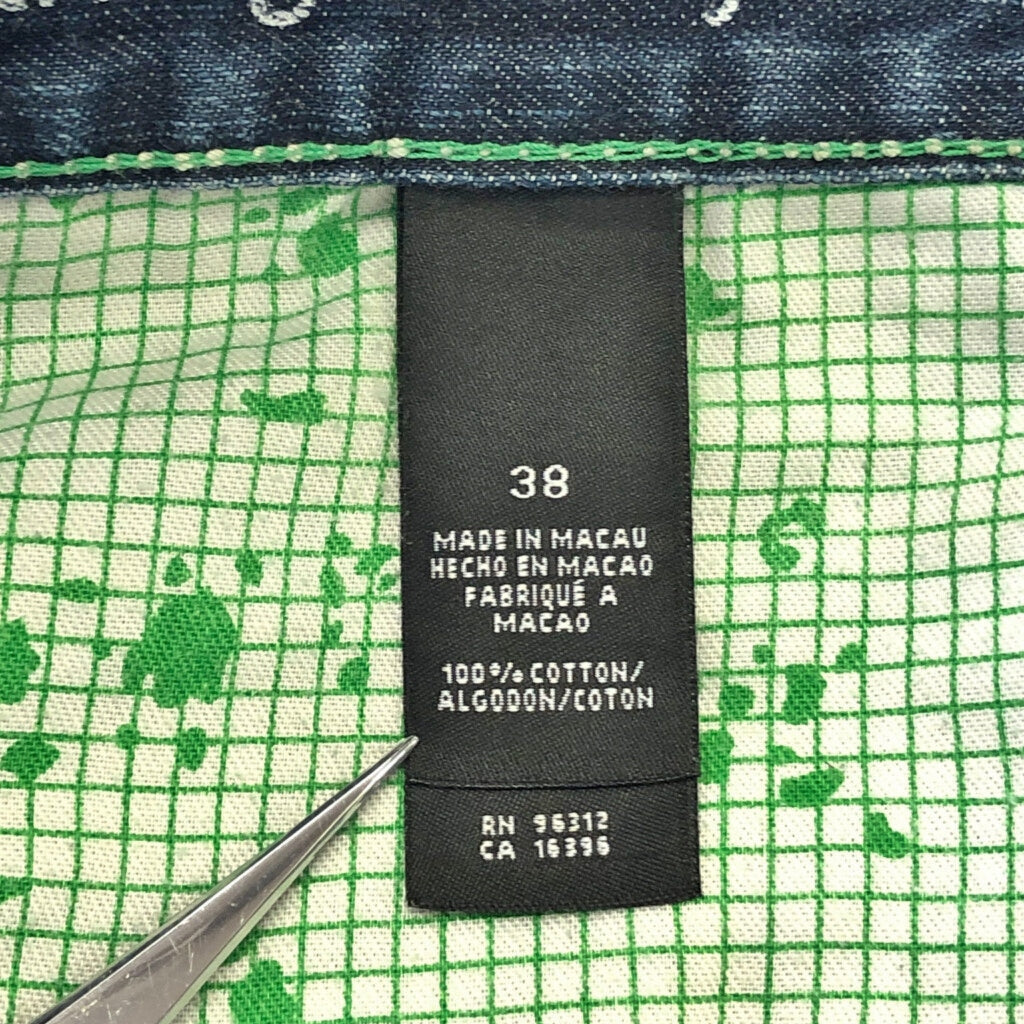 38
MADE IN MACAU
HECHO EN MACAO
FABRIQUÉ A
MACAO
100% COTTON/
ALGODON/COTON
RN 96312
CA 16396